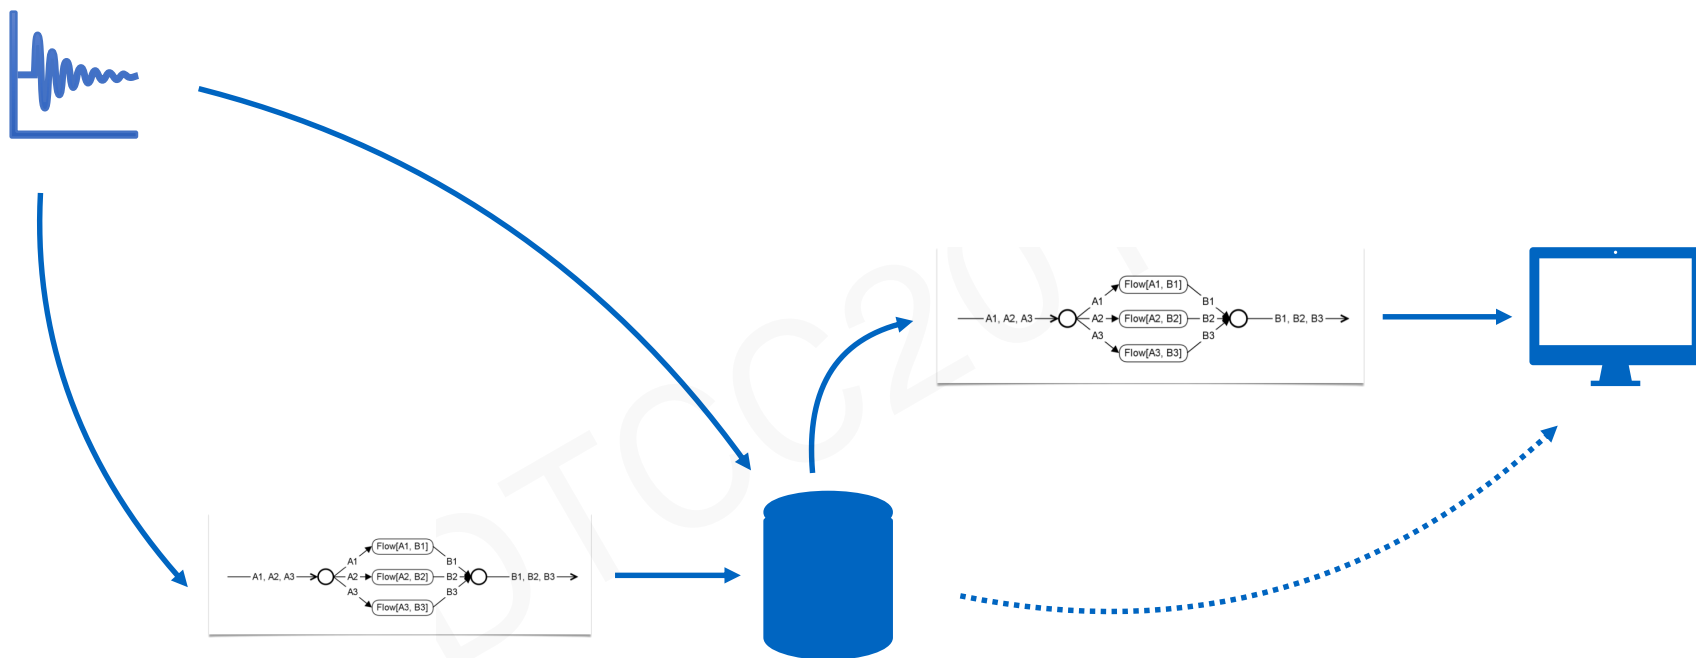 DTCC201
Flow[A1, B1]
A1 B1
A1, A2, A3 A2 Flow[A2, B2] B2 B1, B2, B3
A3 B3
Flow[A3, B3]
Flow[A1, B1]
A1 B1
A1, A2, A3 A2 Flow[A2, B2] B2 B1, B2, B3
A3 B3
Flow[A3, B3]